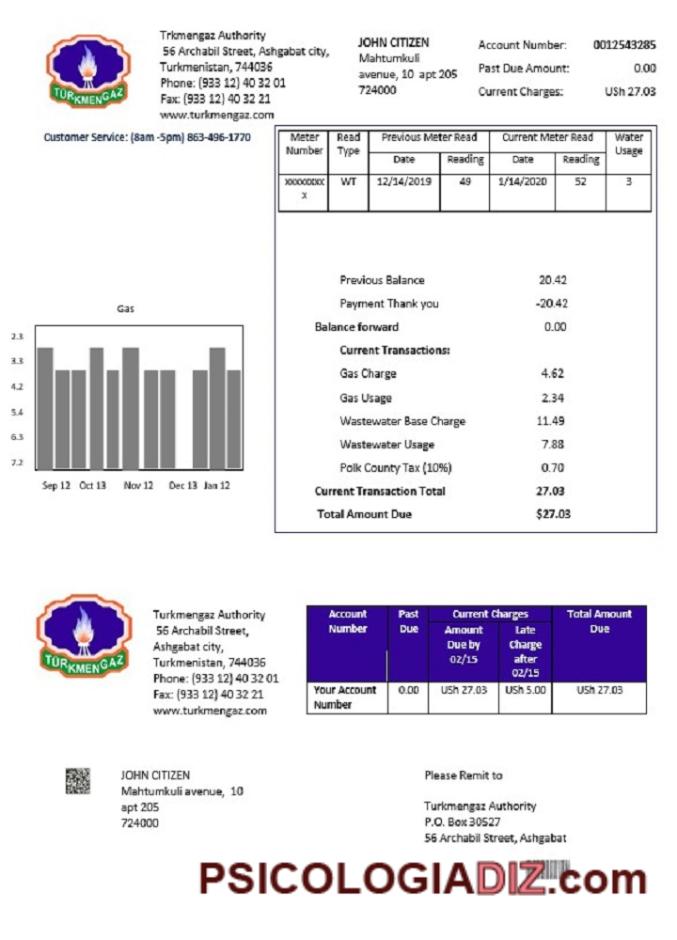 Trkmengaz Authority
56 Archabil Street, Ashgabat city,
Turkmenistan, 744036
Phone: (933 12) 40 32 01
Fax: (933 12) 40 32 21
www.turkmengaz.com
TÜRKMENGAZ
JOHN CITIZEN
Mahtumkuli
avenue, 10 apt 205
724000
Account Number: 0012543285
Past Due Amount: 0.00
Current Charges: USh 27.03
Customer Service: (8am -5pm) 863-496-1770
Meter Number Read Type Previous Meter Read Current Meter Read Water Usage
Date Reading Date Reading
xxxxxxxxx WT 12/14/2019 49 1/14/2020 52 3
x
Previous Balance 20.42
Payment Thank you -20.42
Balance forward 0.00
Current Transactions:
Gas Charge 4.62
Gas Usage 2.34
Wastewater Base Charge 11.49
Wastewater Usage 7.88
Polk County Tax (10%) 0.70
Current Transaction Total 27.03
Total Amount Due $27.03
Gas
2.3
3.3
4.2
5.4
6.3
7.2
Sep 12 Oct 13 Nov 12 Dec 13 Jan 12
TÜRKMENGAZ
Turkmengaz Authority
56 Archabil Street,
Ashgabat city,
Turkmenistan, 744036
Phone: (933 12) 40 32 01
Fax: (933 12) 40 32 21
www.turkmengaz.com
Account Number Past Due Current Charges Total Amount Due
Amount Due by 02/15 Late Charge after 02/15
Your Account Number 0.00 USh 27.03 USh 5.00 USh 27.03
JOHN CITIZEN
Mahtumkuli avenue, 10
apt 205
724000
Please Remit to
Turkmengaz Authority
P.O. Box 30527
56 Archabil Street, Ashgabat
PSICOLOGIADIZ.com